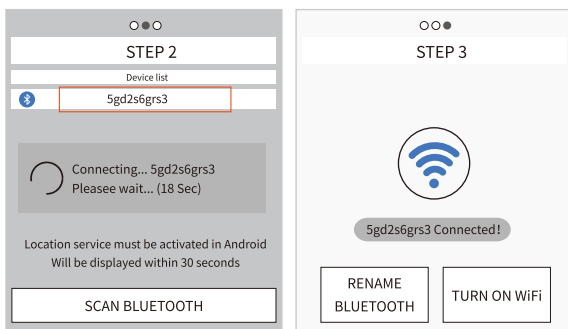 STEP 2
Device list
5gd2s6grs3
Connecting... 5gd2s6grs3
Pleasee wait... (18 Sec)
Location service must be activated in Android
Will be displayed within 30 seconds
SCAN BLUETOOTH
STEP 3
5gd2s6grs3 Connected!
RENAME
BLUETOOTH
TURN ON WiFi